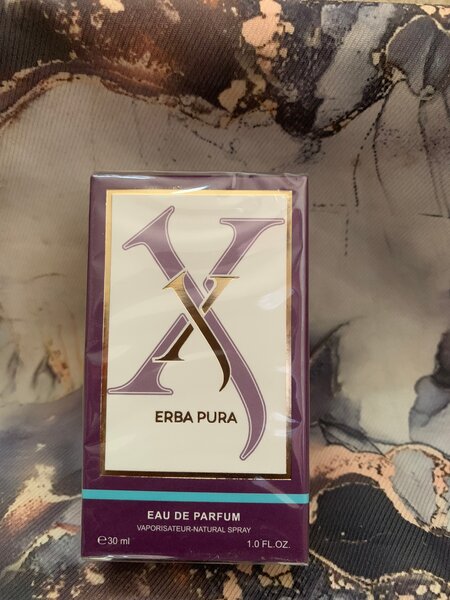 X
X
ERBA PURA
EAU DE PARFUM
VAPORISATEUR-NATURAL SPRAY
℮30 ml 1.0 FL.OZ.